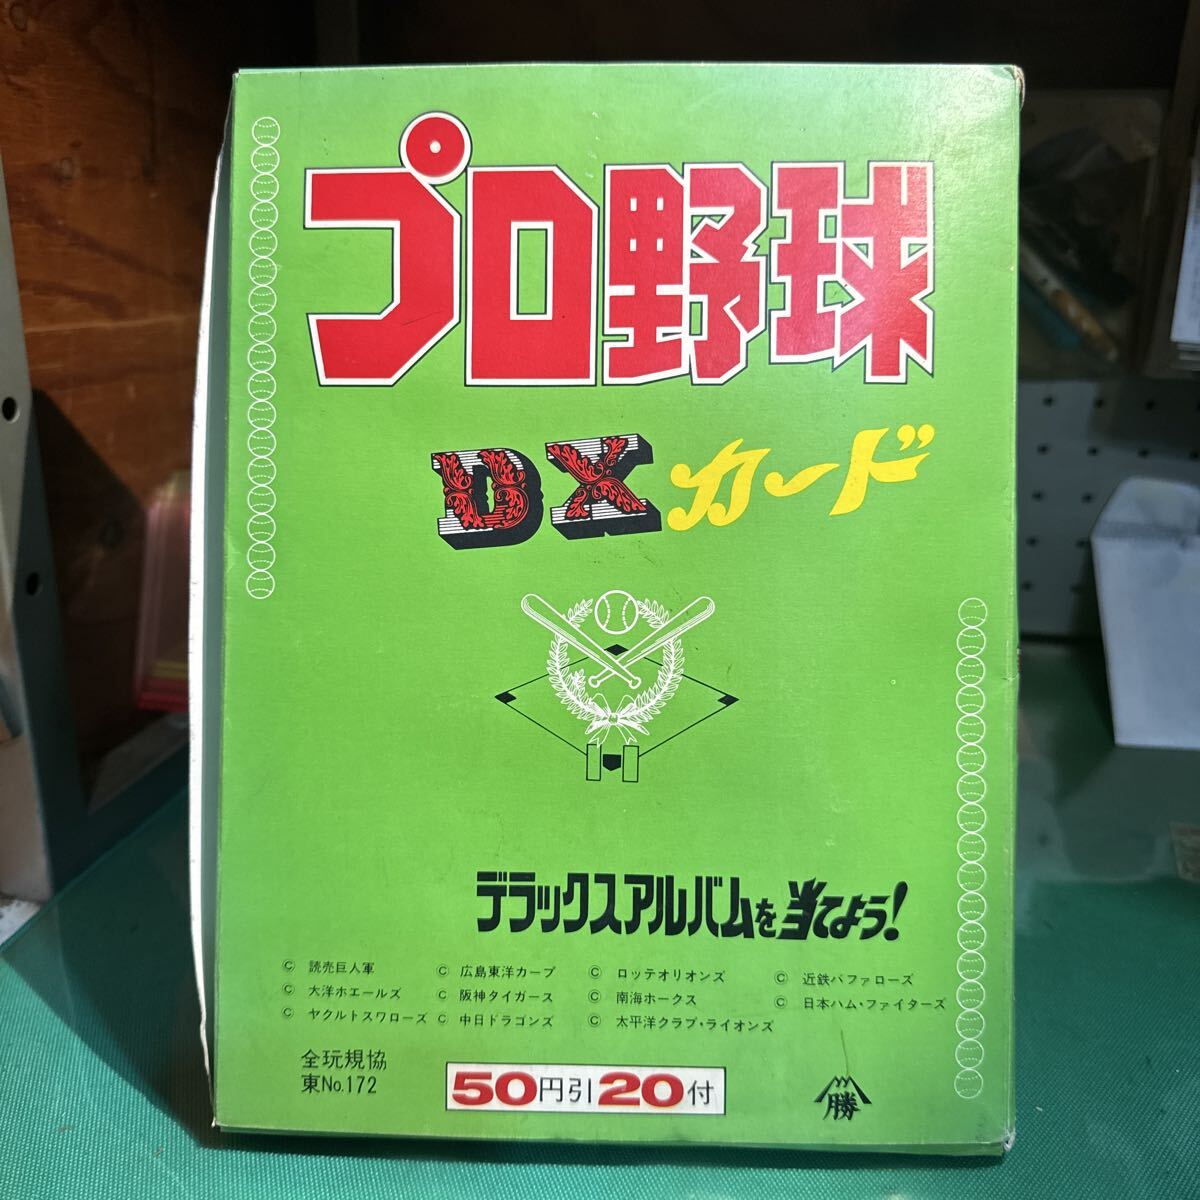 プロ野球
DXカード
デラックスアルバムを当てよう!
© 読売巨人軍 © 広島東洋カープ © ロッテオリオンズ © 近鉄バファローズ
© 大洋ホエールズ © 阪神タイガース © 南海ホークス © 日本ハム・ファイターズ
© ヤクルトスワローズ © 中日ドラゴンズ © 太平洋クラブ・ライオンズ
全玩規協
東No.172
50円引20付
勝